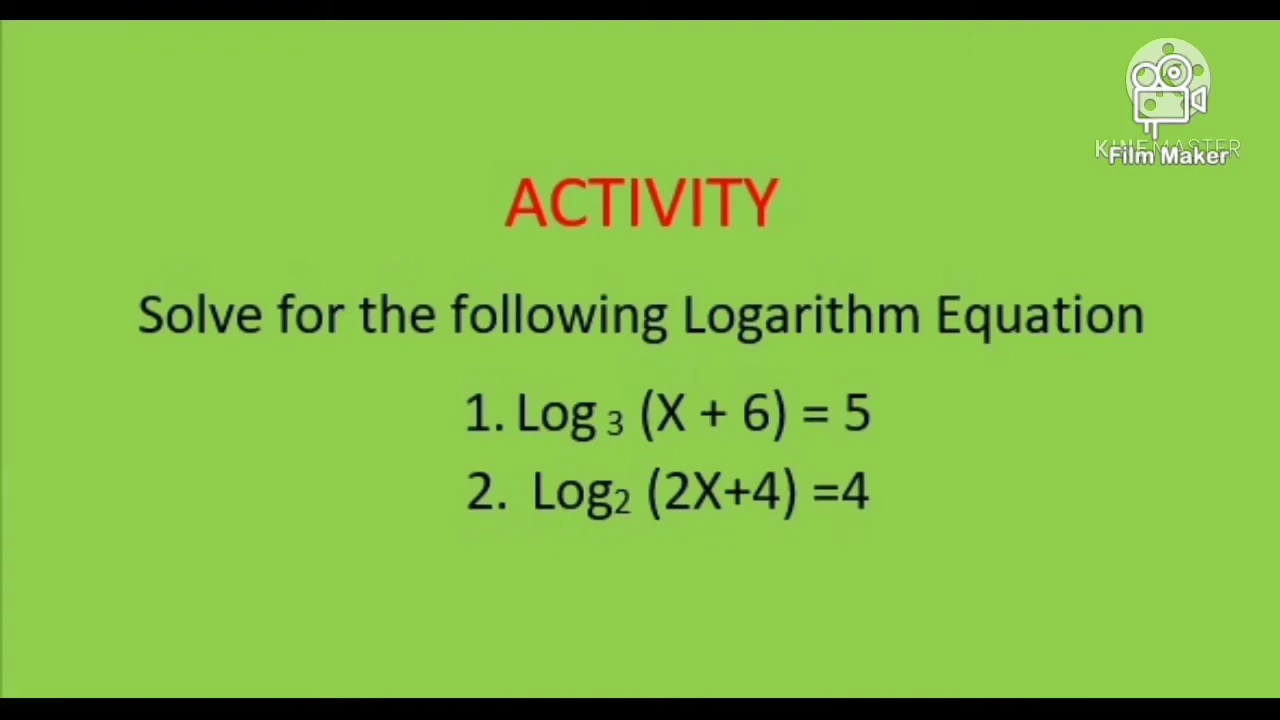 KINEMASTER
Film Maker
ACTIVITY
Solve for the following Logarithm Equation
1. Log 3 (X + 6) = 5
2. Log2 (2X+4) =4